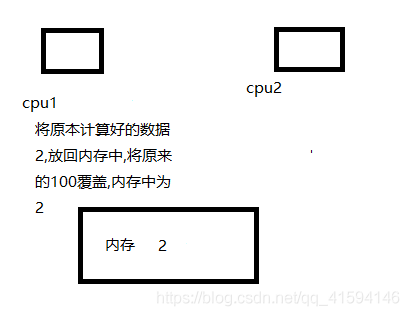 cpu1
cpu2
将原本计算好的数据
2,放回内存中,将原来
的100覆盖,内存中为
2
内存 2
https://blog.csdn.net/qq_41594146